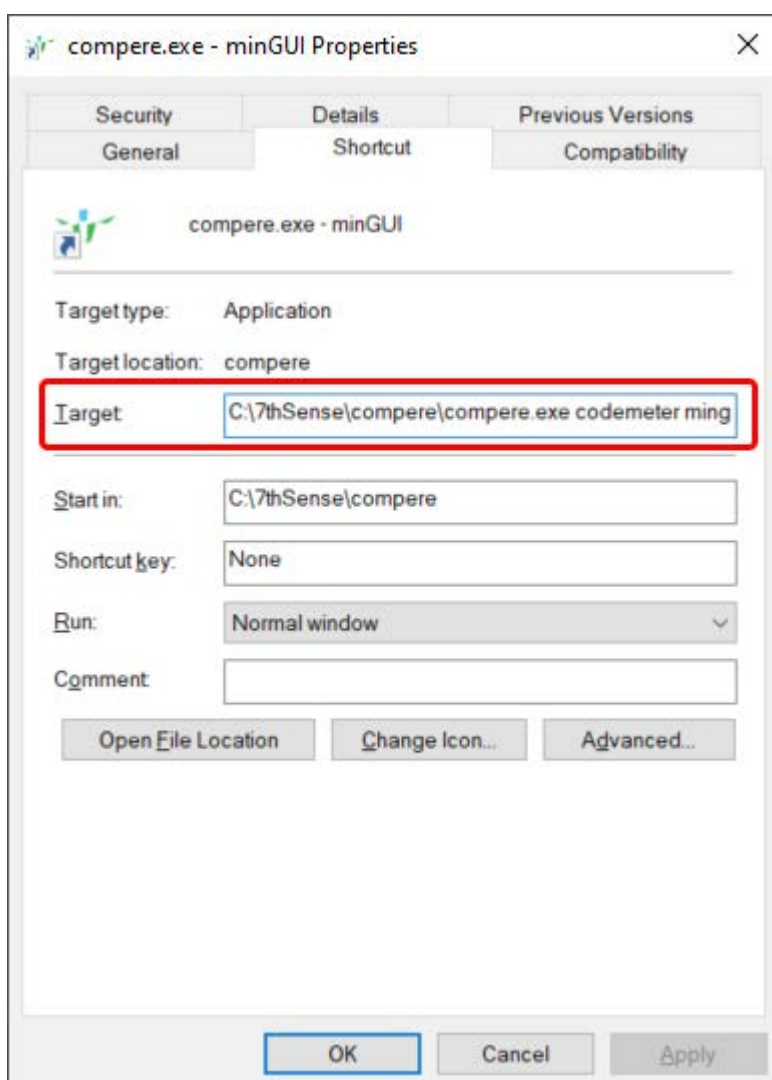 compere.exe - minGUI Properties
Security Details Previous Versions
General Shortcut Compatibility
compere.exe - minGUI
Target type: Application
Target location: compere
Target: C:\7thSense\compere\compere.exe codemeter ming
Start in: C:\7thSense\compere
Shortcut key: None
Run: Normal window
Comment:
Open File Location Change Icon... Advanced...
OK Cancel Apply